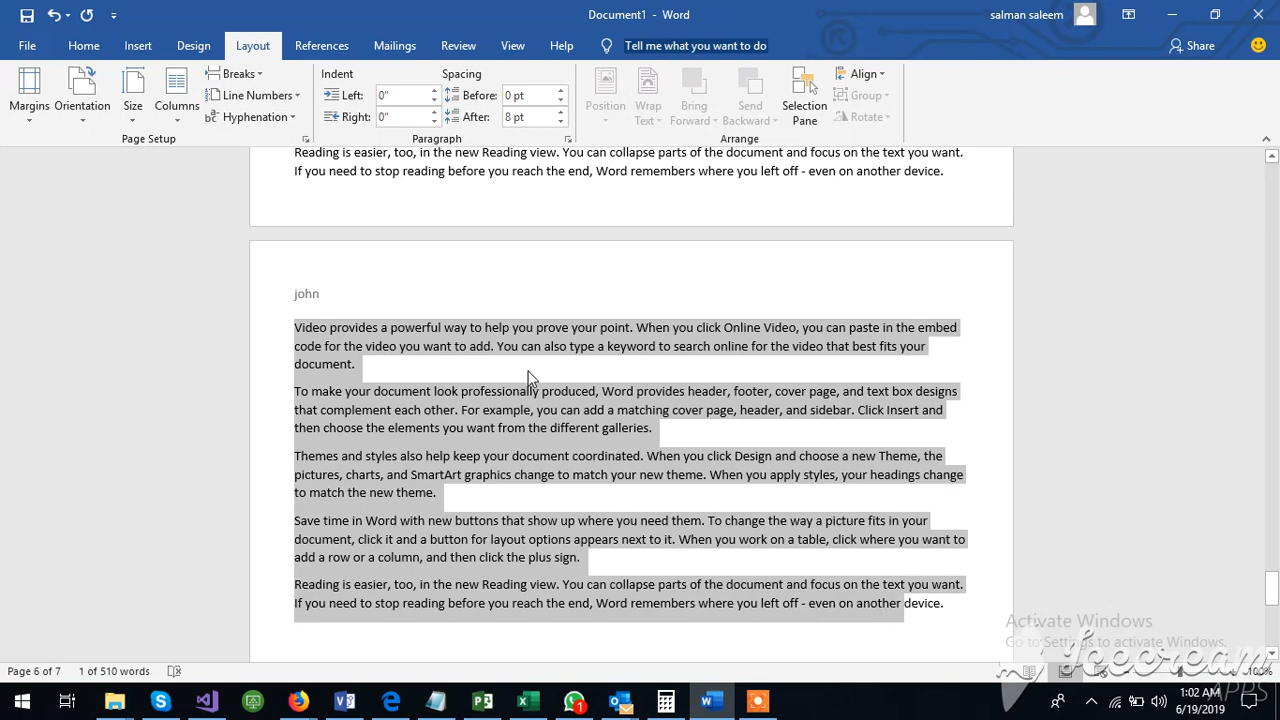 Document1 - Word
salman saleem
File
Home
Insert
Design
Layout
References
Mailings
Review
View
Help
Tell me what you want to do
Share
Margins
Orientation
Size
Columns
Breaks
Line Numbers
Hyphenation
Page Setup
Indent
Left: 0"
Right: 0"
Spacing
Before: 0 pt
After: 8 pt
Paragraph
Position
Wrap Text
Bring Forward
Send Backward
Selection Pane
Align
Group
Rotate
Arrange
Reading is easier, too, in the new Reading view. You can collapse parts of the document and focus on the text you want.
If you need to stop reading before you reach the end, Word remembers where you left off - even on another device.
john
Video provides a powerful way to help you prove your point. When you click Online Video, you can paste in the embed
code for the video you want to add. You can also type a keyword to search online for the video that best fits your
document.
To make your document look professionally produced, Word provides header, footer, cover page, and text box designs
that complement each other. For example, you can add a matching cover page, header, and sidebar. Click Insert and
then choose the elements you want from the different galleries.
Themes and styles also help keep your document coordinated. When you click Design and choose a new Theme, the
pictures, charts, and SmartArt graphics change to match your new theme. When you apply styles, your headings change
to match the new theme.
Save time in Word with new buttons that show up where you need them. To change the way a picture fits in your
document, click it and a button for layout options appears next to it. When you work on a table, click where you want to
add a row or a column, and then click the plus sign.
Reading is easier, too, in the new Reading view. You can collapse parts of the document and focus on the text you want.
If you need to stop reading before you reach the end, Word remembers where you left off - even on another device.
Activate Windows
Go to Settings to activate Windows.
Icecream
APPS
Page 6 of 7
1 of 510 words
100%
1
1:02 AM
6/19/2019